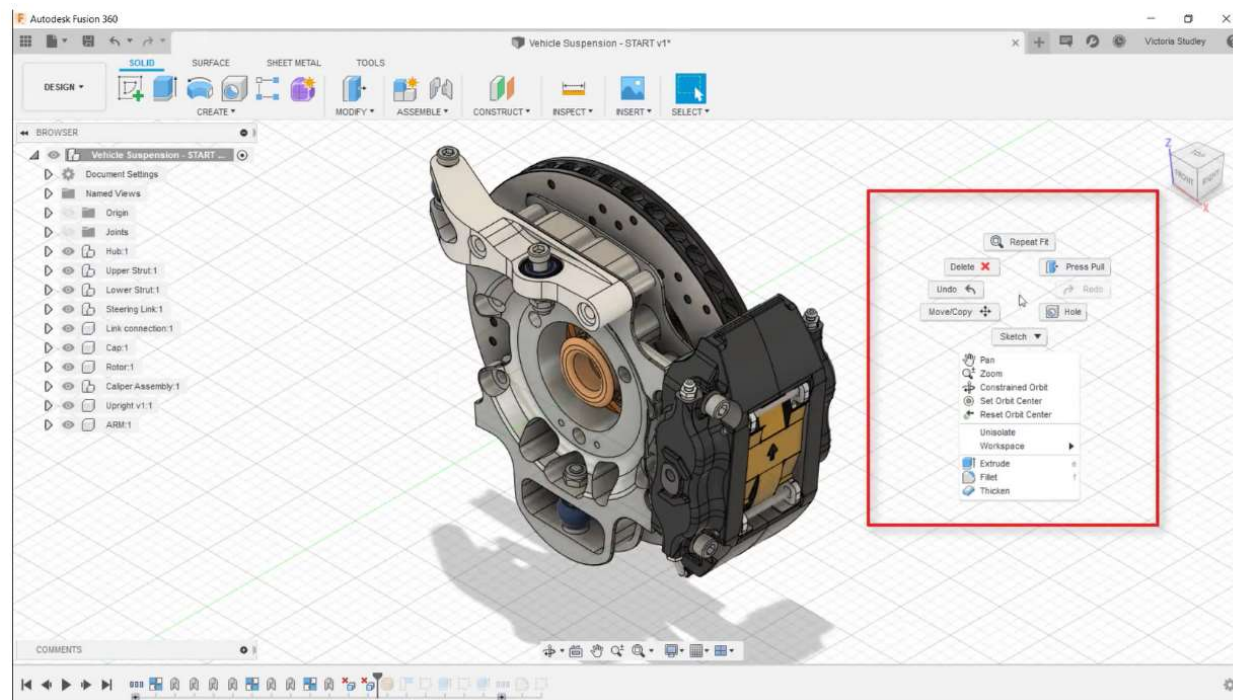 F Autodesk Fusion 360
Vehicle Suspension - START v1*
Victoria Studley
SOLID SURFACE SHEET METAL TOOLS
DESIGN
CREATE MODIFY ASSEMBLE CONSTRUCT INSPECT INSERT SELECT
BROWSER
Vehicle Suspension - START ...
Document Settings
Named Views
Origin
Joints
Hub:1
Upper Strut:1
Lower Strut:1
Steering Link:1
Link connection:1
Cap:1
Rotor:1
Caliper Assembly:1
Upright v1:1
ARM:1
Z
TOP
FRONT RIGHT
X
Repeat Fit
Delete Press Pull
Undo Redo
Move/Copy Hole
Sketch
Pan
Zoom
Constrained Orbit
Set Orbit Center
Reset Orbit Center
Unisolate
Workspace
Extrude e
Fillet f
Thicken
COMMENTS